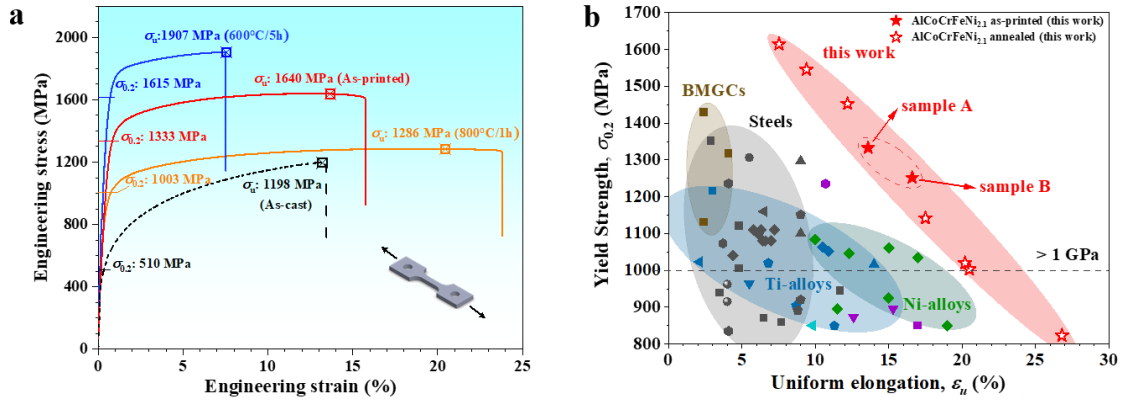 a
Engineering stress (MPa)
2000
1600
1200
800
400
0
σu:1907 MPa (600°C/5h)
σ0.2: 1615 MPa
σu: 1640 MPa (As-printed)
σ0.2: 1333 MPa
σu: 1286 MPa (800°C/1h)
σ0.2:1003 MPa
σu: 1198 MPa
(As-cast)
σ0.2: 510 MPa
0 5 10 15 20 25
Engineering strain (%)
b
Yield Strength, σ0.2 (MPa)
1700
1600
1500
1400
1300
1200
1100
1000
900
800
AlCoCrFeNi2.1 as-printed (this work)
AlCoCrFeNi2.1 annealed (this work)
this work
BMGCs
Steels
sample A
sample B
> 1 GPa
Ti-alloys
Ni-alloys
0 5 10 15 20 25 30
Uniform elongation, εu (%)